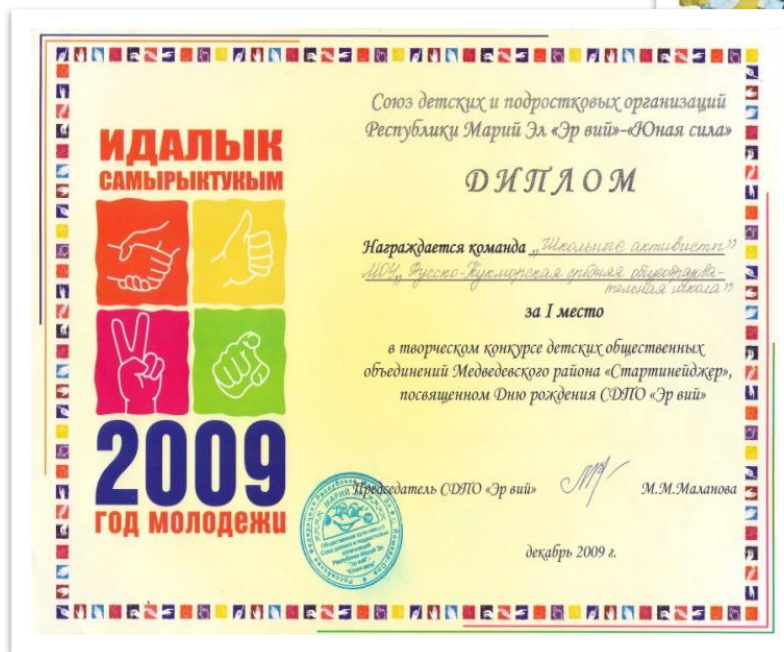 ИДАЛЫК
САМЫРЫКТУКЫМ
2009
ГОД МОЛОДЕЖИ
Союз детских и подростковых организаций
Республики Марий Эл «Эр вий»-«Юная сила»
ДИПЛОМ
Награждается команда „Школьные активисты”
МОУ „Русско-Кукморская средняя общеобразова-
тельная школа”
за I место
в творческом конкурсе детских общественных
объединений Медведевского района «Стартинейджер»,
посвященном Дню рождения СДПО «Эр вий»
Председатель СДПО «Эр вий» М.М.Маланова
декабрь 2009 г.